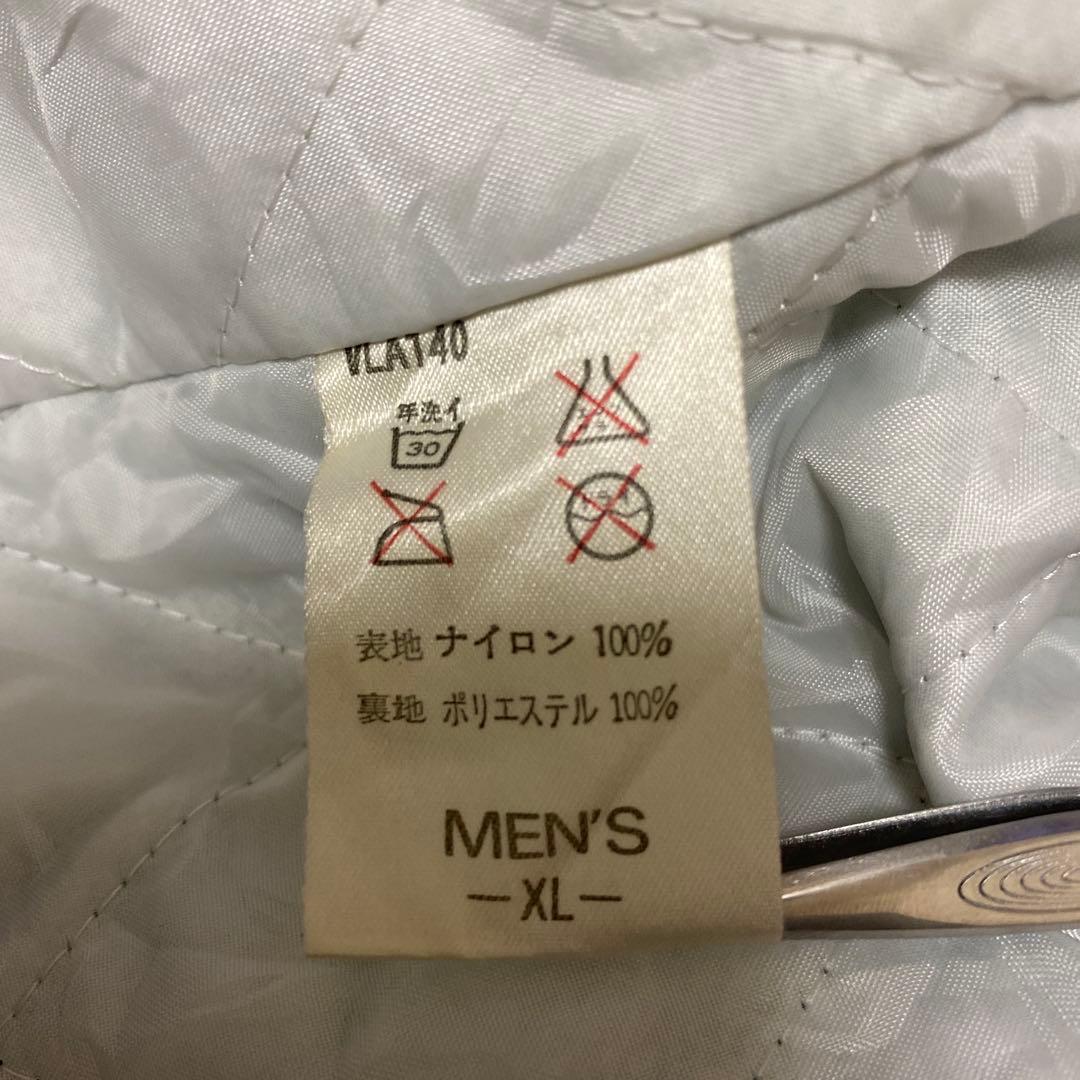 VLA140
手洗イ
30
表地 ナイロン 100%
裏地 ポリエステル 100%
MEN'S
—XL—